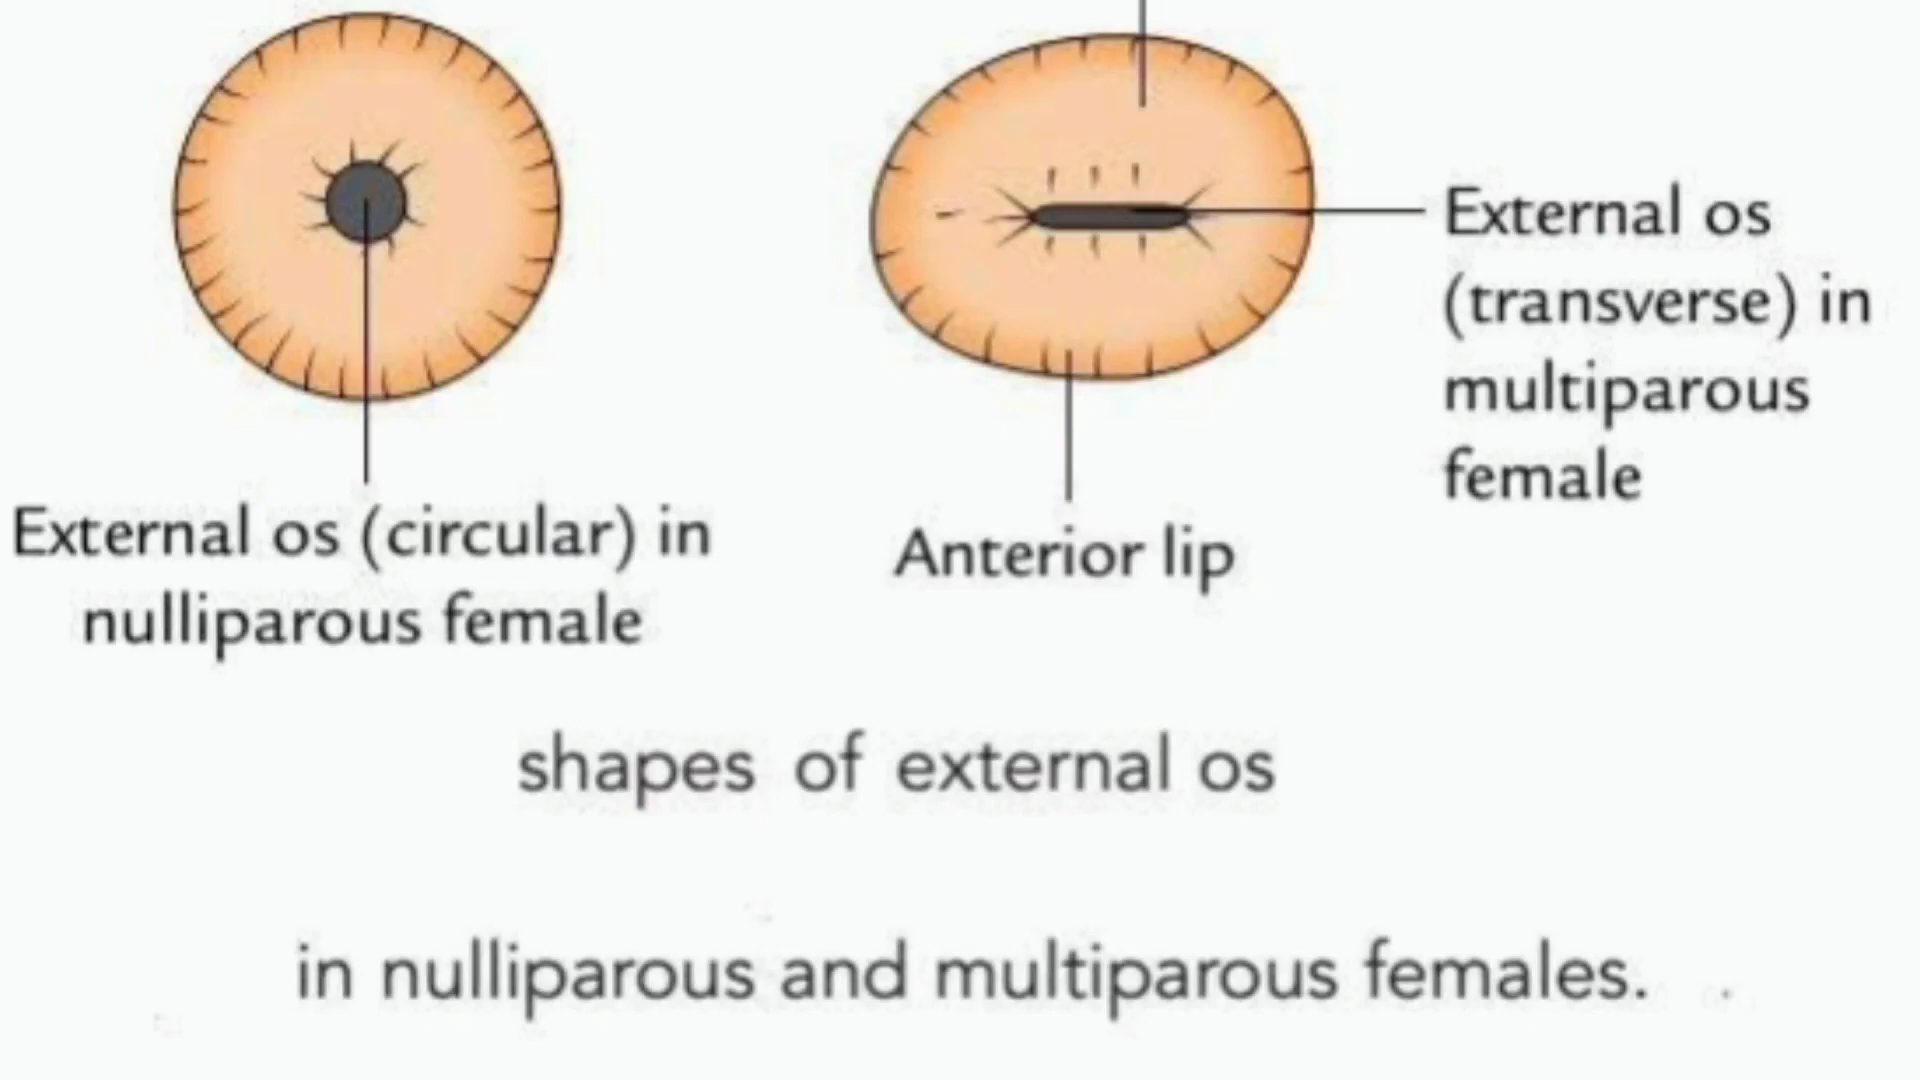 External os (circular) in
nulliparous female
Anterior lip
External os
(transverse) in
multiparous
female
shapes of external os
in nulliparous and multiparous females.